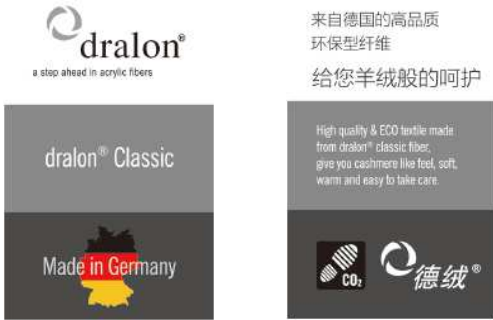 dralon®
a step ahead in acrylic fibers
dralon® Classic
Made in Germany
来自德国的高品质
环保型纤维
给您羊绒般的呵护
High quality & ECO textile made
from dralon® classic fiber,
give you cashmere like feel, soft,
warm and easy to take care.
CO₂
德绒®